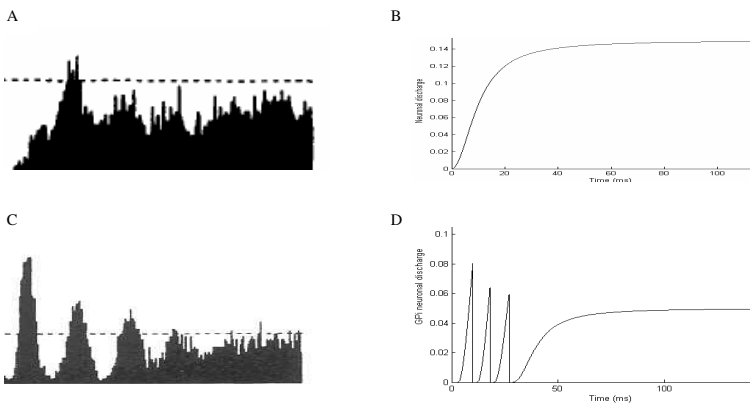 A
B
0.14
0.12
0.1
0.08
0.06
0.04
0.02
0
Neuronal discharge
0 20 40 60 80 100
Time (ms)
C
D
0.1
0.08
0.06
0.04
0.02
0
GPi neuronal discharge
0 50 100
Time (ms)